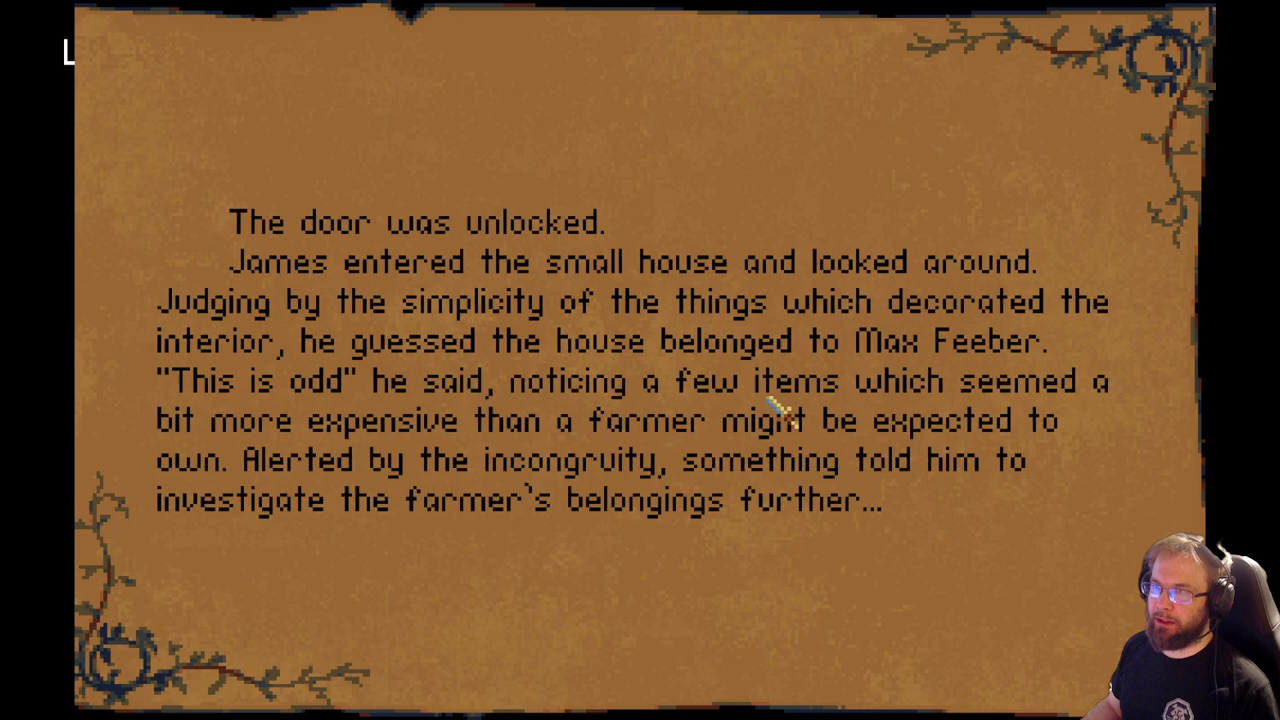 L
The door was unlocked.
James entered the small house and looked around.
Judging by the simplicity of the things which decorated the
interior, he guessed the house belonged to Max Feeber.
"This is odd" he said, noticing a few items which seemed a
bit more expensive than a farmer might be expected to
own. Alerted by the incongruity, something told him to
investigate the farmer's belongings further...